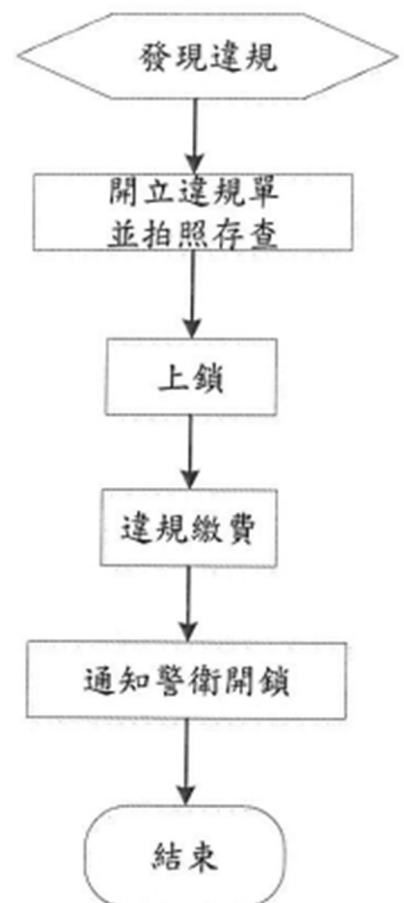 發現違規
開立違規單
並拍照存查
上鎖
違規繳費
通知警衛開鎖
結束